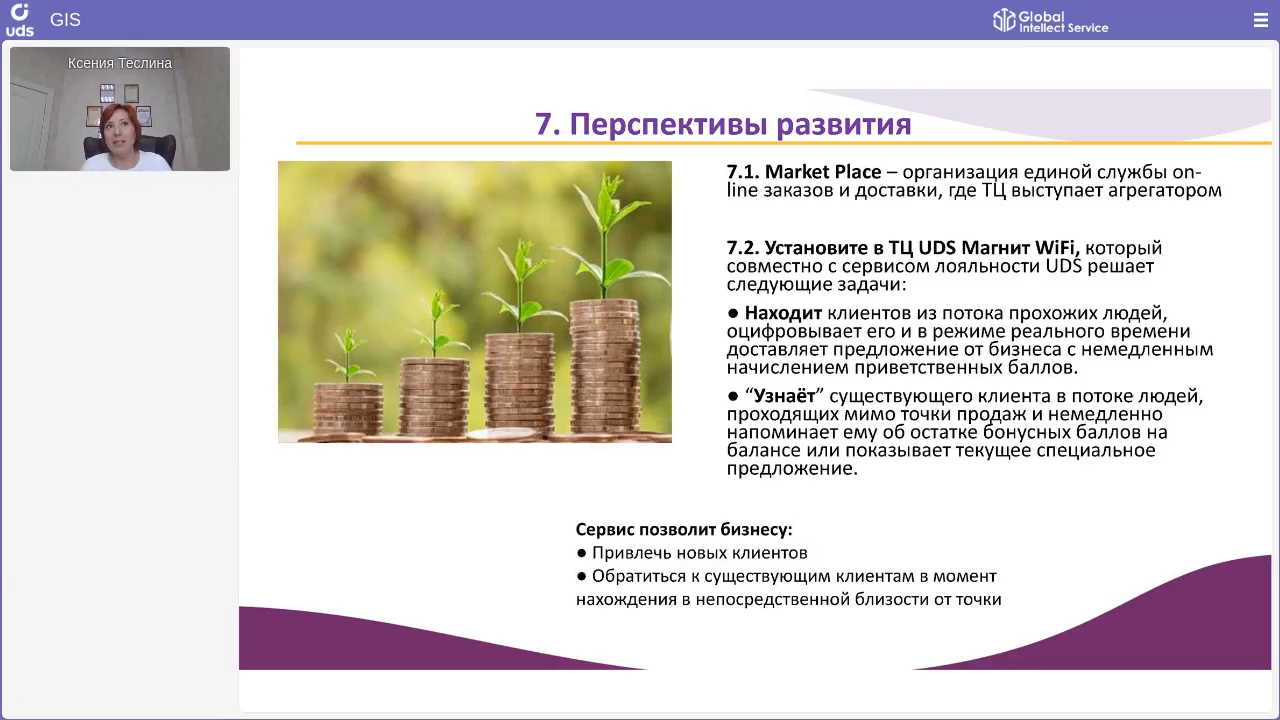 uds
GIS
Global
Intellect Service
Ксения Теслина
7. Перспективы развития
7.1. Market Place – организация единой службы on-
line заказов и доставки, где ТЦ выступает агрегатором
7.2. Установите в ТЦ UDS Магнит WiFi, который
совместно с сервисом лояльности UDS решает
следующие задачи:
● Находит клиентов из потока прохожих людей,
оцифровывает его и в режиме реального времени
доставляет предложение от бизнеса с немедленным
начислением приветственных баллов.
● “Узнаёт” существующего клиента в потоке людей,
проходящих мимо точки продаж и немедленно
напоминает ему об остатке бонусных баллов на
балансе или показывает текущее специальное
предложение.
Сервис позволит бизнесу:
● Привлечь новых клиентов
● Обратиться к существующим клиентам в момент
нахождения в непосредственной близости от точки